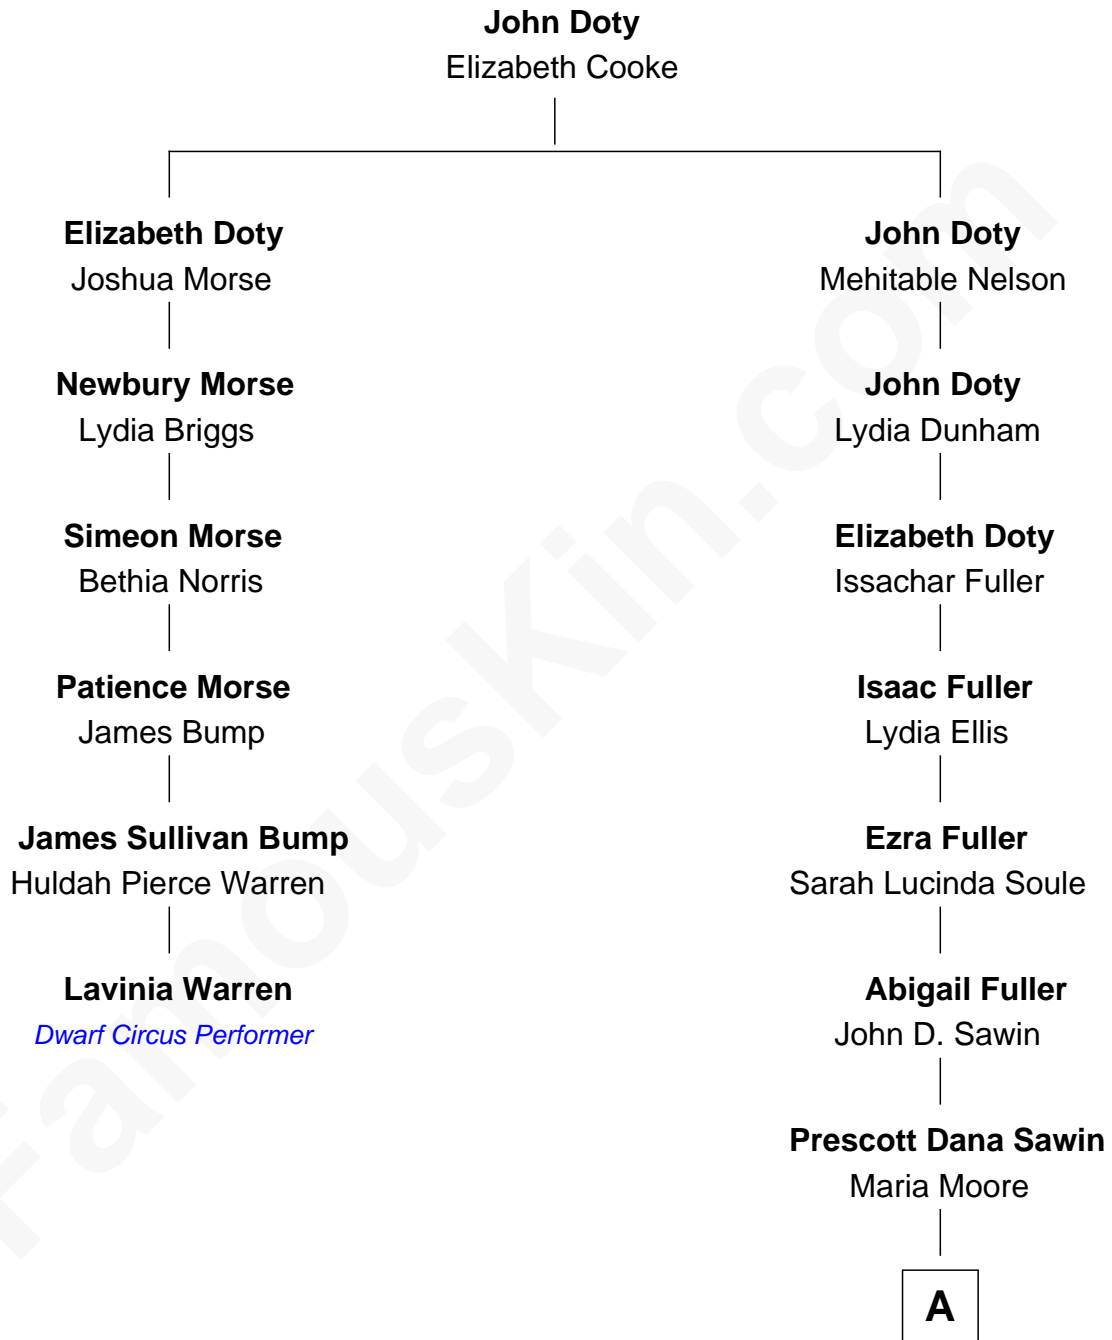 John Doty
Elizabeth Cooke
Elizabeth Doty
Joshua Morse
Newbury Morse
Lydia Briggs
Simeon Morse
Bethia Norris
Patience Morse
James Bump
James Sullivan Bump
Huldah Pierce Warren
Lavinia Warren
Dwarf Circus Performer
John Doty
Mehitable Nelson
John Doty
Lydia Dunham
Elizabeth Doty
Issachar Fuller
Isaac Fuller
Lydia Ellis
Ezra Fuller
Sarah Lucinda Soule
Abigail Fuller
John D. Sawin
Prescott Dana Sawin
Maria Moore
A
FamousKin.com